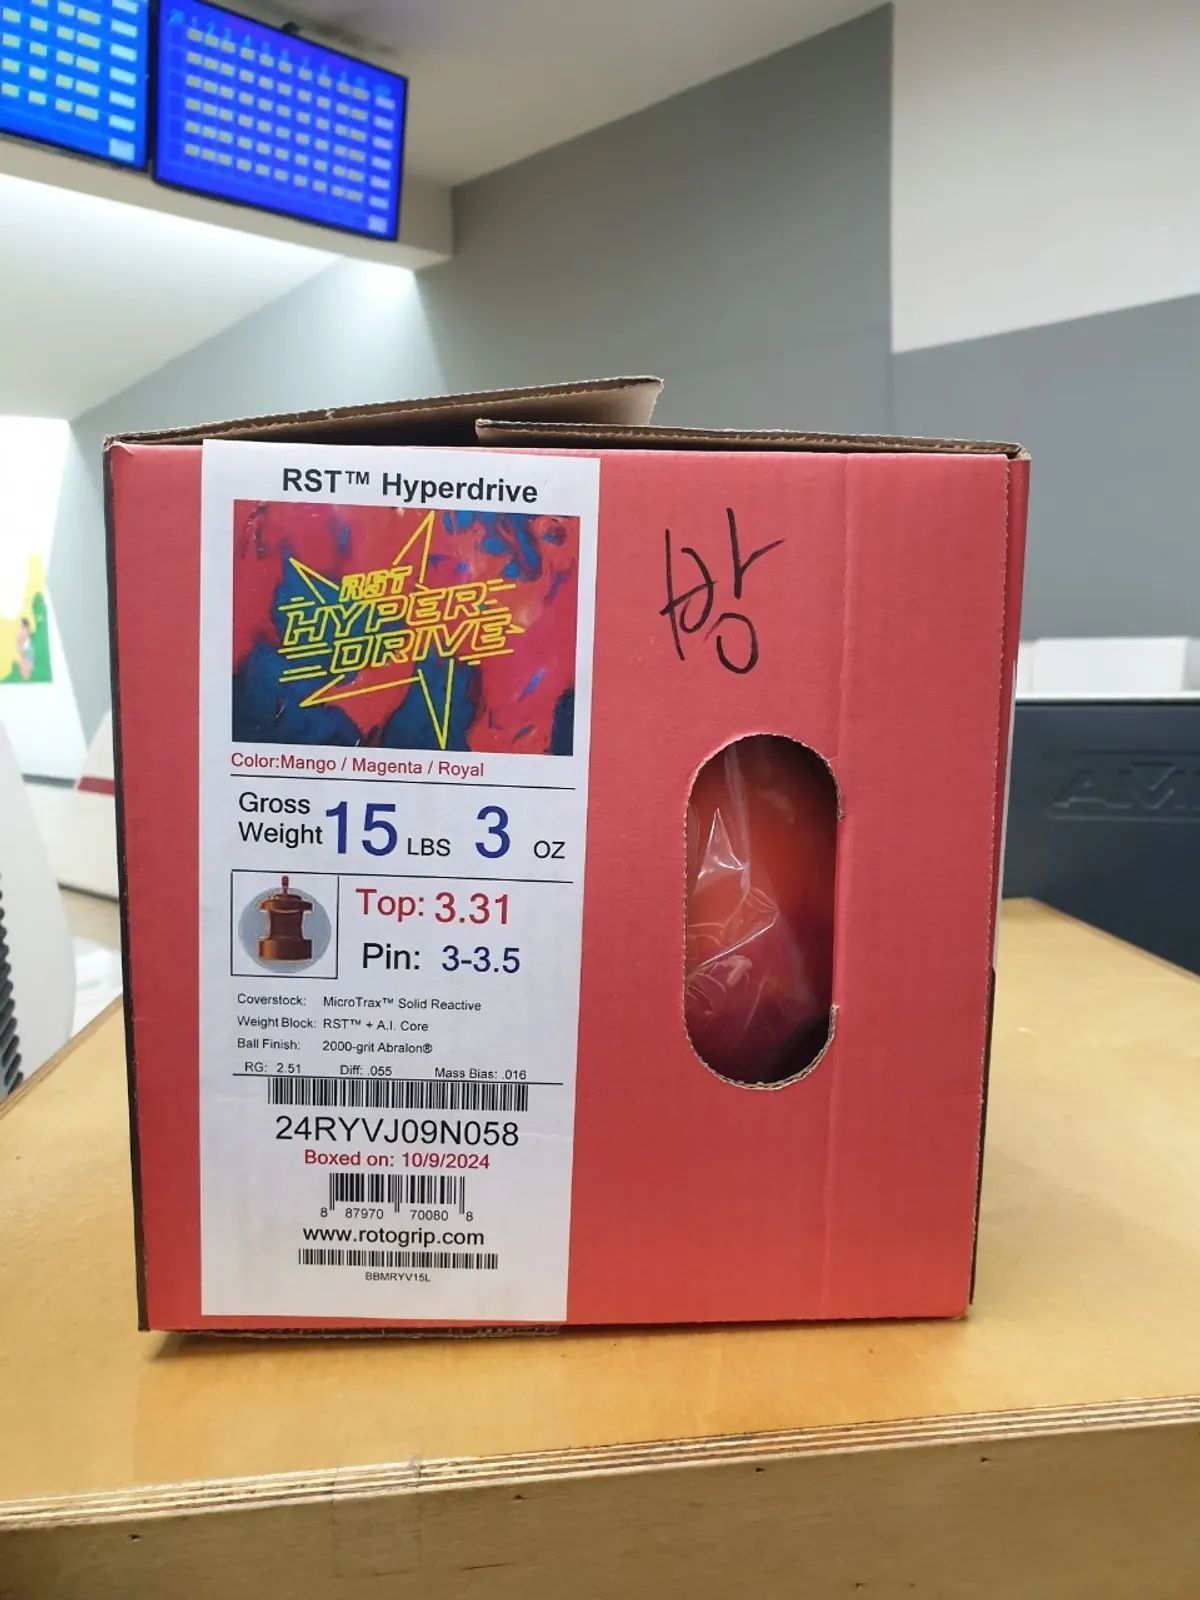 RST™ Hyperdrive
RST
HYPER
DRIVE
Color:Mango / Magenta / Royal
Gross Weight 15 LBS 3 OZ
Top: 3.31
Pin: 3-3.5
Coverstock: MicroTrax™ Solid Reactive
Weight Block: RST™ + A.I. Core
Ball Finish: 2000-grit Abralon®
RG: 2.51 Diff: .055 Mass Bias: .016
24RYVJ09N058
Boxed on: 10/9/2024
8 87970 70080 8
www.rotogrip.com
BBMRYV15L
방